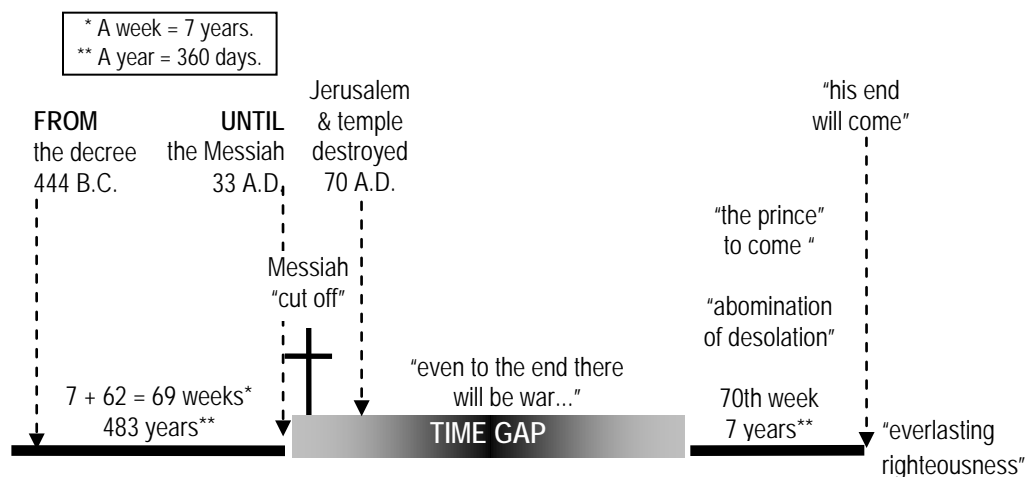 * A week = 7 years.
** A year = 360 days.
FROM
the decree
444 B.C.
UNTIL
the Messiah
33 A.D.
Jerusalem
& temple
destroyed
70 A.D.
"his end
will come"
Messiah
"cut off"
"the prince"
to come "
"abomination
of desolation"
7 + 62 = 69 weeks*
483 years**
"even to the end there
will be war..."
TIME GAP
70th week
7 years**
"everlasting
righteousness"